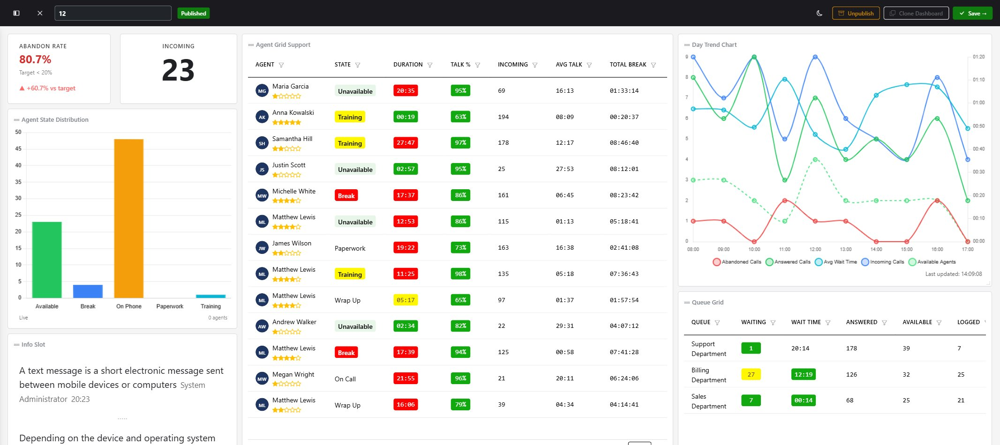 12
Published
Unpublish
Clone Dashboard
Save →
ABANDON RATE
80.7%
Target < 20%
▲ +60.7% vs target
INCOMING
23
Agent State Distribution
50
45
40
35
30
25
20
15
10
5
0
Available Break On Phone Paperwork Training
Live 0 agents
Info Slot
A text message is a short electronic message sent
between mobile devices or computers System
Administrator 20:23
.....
Depending on the device and operating system
Agent Grid Support
AGENT STATE DURATION TALK % INCOMING AVG TALK TOTAL BREAK
MG Maria Garcia Unavailable 20:35 95% 69 16:13 01:33:14
AK Anna Kowalski Training 00:19 63% 194 08:09 00:20:37
SH Samantha Hill Training 27:47 97% 178 12:17 08:46:40
JS Justin Scott Unavailable 02:57 95% 25 27:53 08:12:01
MW Michelle White Break 17:37 86% 161 06:45 08:23:42
ML Matthew Lewis Unavailable 12:53 86% 115 01:13 05:18:41
JW James Wilson Paperwork 19:22 73% 163 16:38 02:41:08
ML Matthew Lewis Training 11:25 98% 135 05:18 07:36:43
ML Matthew Lewis Wrap Up 05:17 65% 97 01:37 01:57:54
AW Andrew Walker Unavailable 02:34 82% 22 29:31 04:07:12
ML Matthew Lewis Break 17:39 94% 125 00:58 07:41:28
MW Megan Wright On Call 21:55 96% 21 20:11 06:24:06
ML Matthew Lewis Wrap Up 16:06 79% 39 04:34 04:14:41
Day Trend Chart
9
8
7
6
5
4
3
2
1
0
01:20
01:10
01:00
00:50
00:40
00:30
00:20
00:10
00:00
08:00 09:00 10:00 11:00 12:00 13:00 14:00 15:00 16:00 17:00
Abandoned Calls Answered Calls Avg Wait Time Incoming Calls Available Agents
Last updated: 14:09:08
Queue Grid
QUEUE WAITING WAIT TIME ANSWERED AVAILABLE LOGGED
Support
Department 1 20:14 178 39 7
Billing
Department 27 12:19 126 32 25
Sales
Department 7 00:14 68 25 21